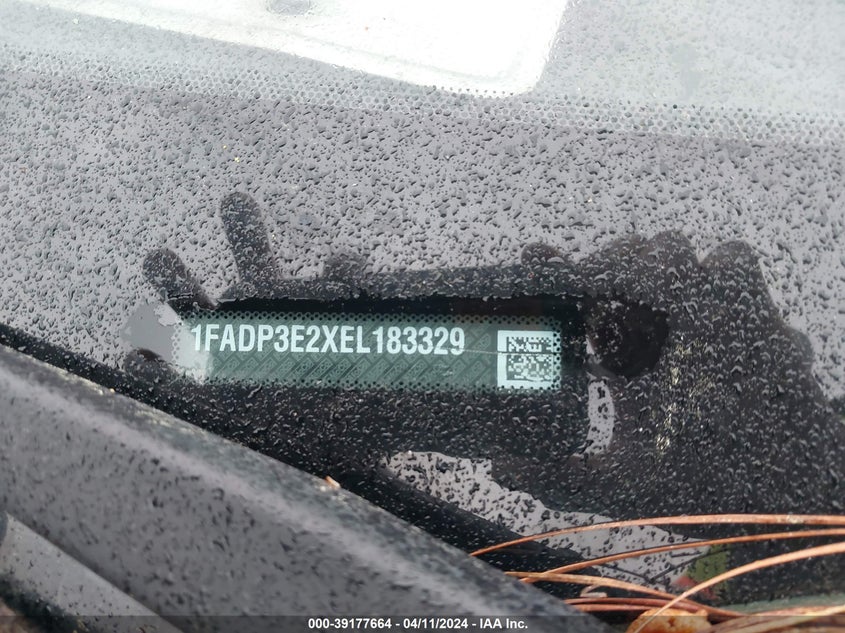 1FADP3E2XEL183329
000-39177664 - 04/11/2024 - IAA Inc.